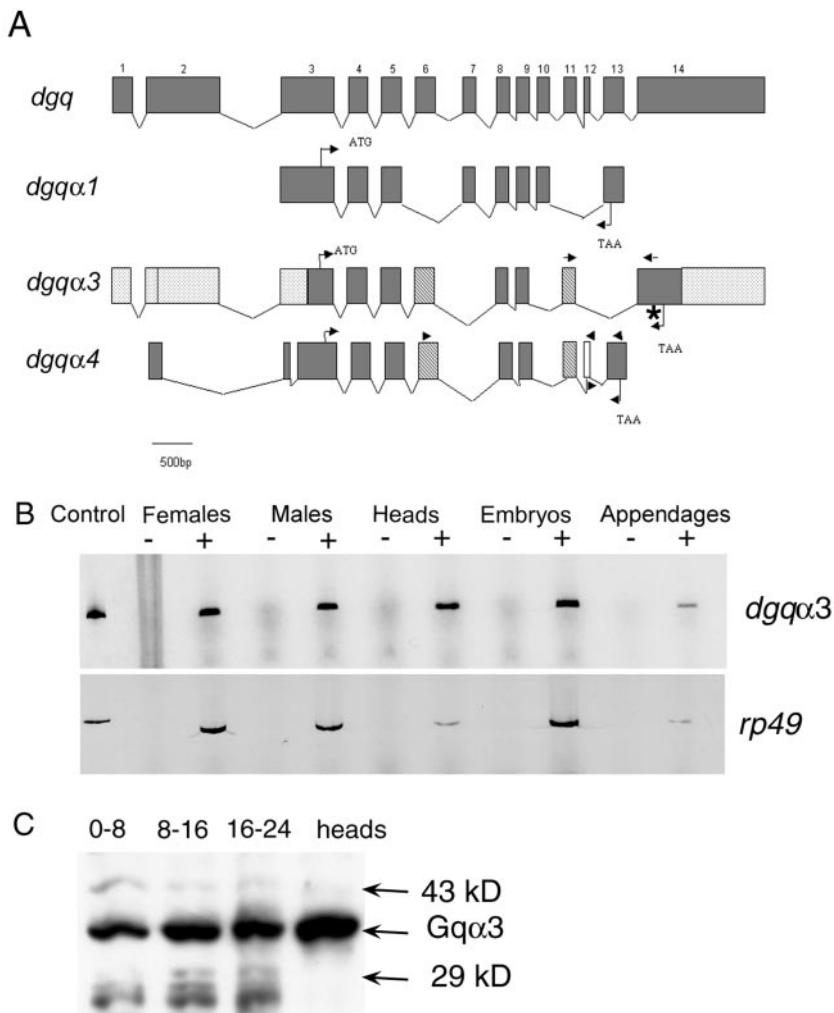 A
1 2 3 4 5 6 7 8 9 10 11 12 13 14
dgq
ATG
dgqα1
TAA
ATG
dgqα3
*
TAA
dgqα4
TAA
500bp
B Control Females Males Heads Embryos Appendages
- + - + - + - + - +
dgqα3
rp49
C 0-8 8-16 16-24 heads
43 kD
Gqα3
29 kD